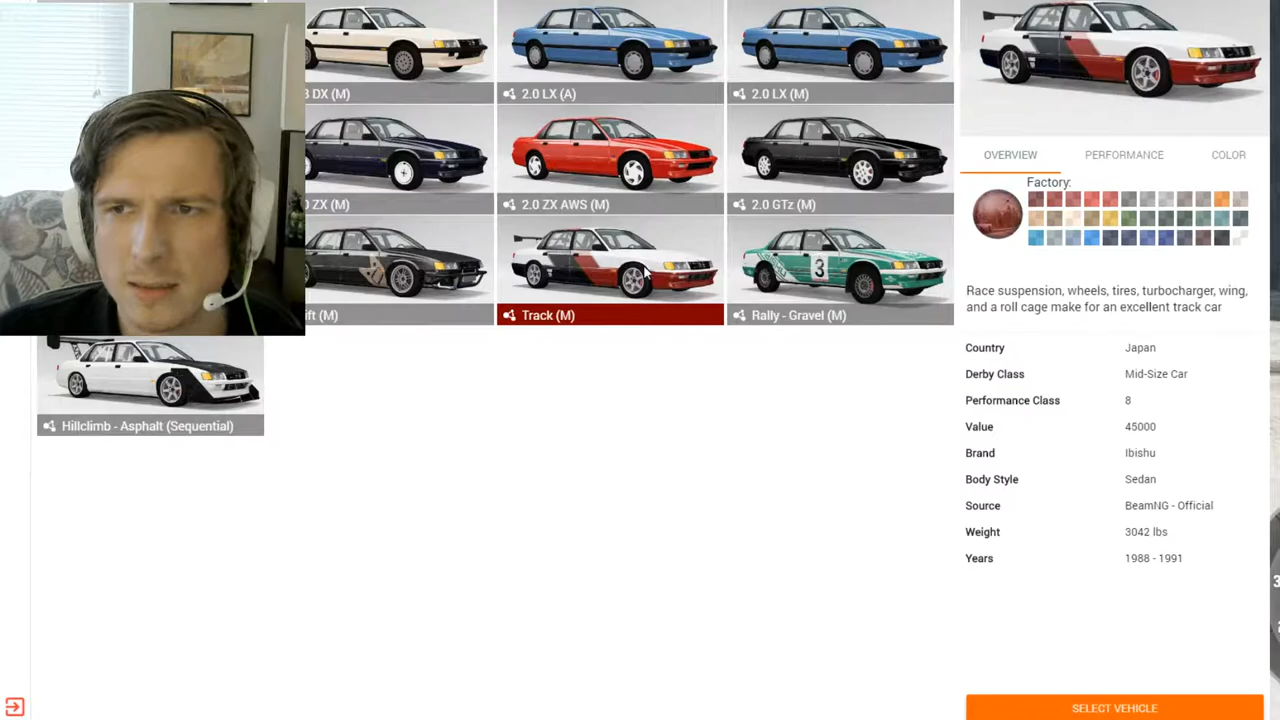 DX (M)
2.0 LX (A)
2.0 LX (M)
ZX (M)
2.0 ZX AWS (M)
2.0 GTz (M)
3
(M)
Track (M)
Rally - Gravel (M)
Hillclimb - Asphalt (Sequential)
OVERVIEW PERFORMANCE COLOR
Factory:
Race suspension, wheels, tires, turbocharger, wing,
and a roll cage make for an excellent track car
Country Japan
Derby Class Mid-Size Car
Performance Class 8
Value 45000
Brand Ibishu
Body Style Sedan
Source BeamNG - Official
Weight 3042 lbs
Years 1988 - 1991
SELECT VEHICLE